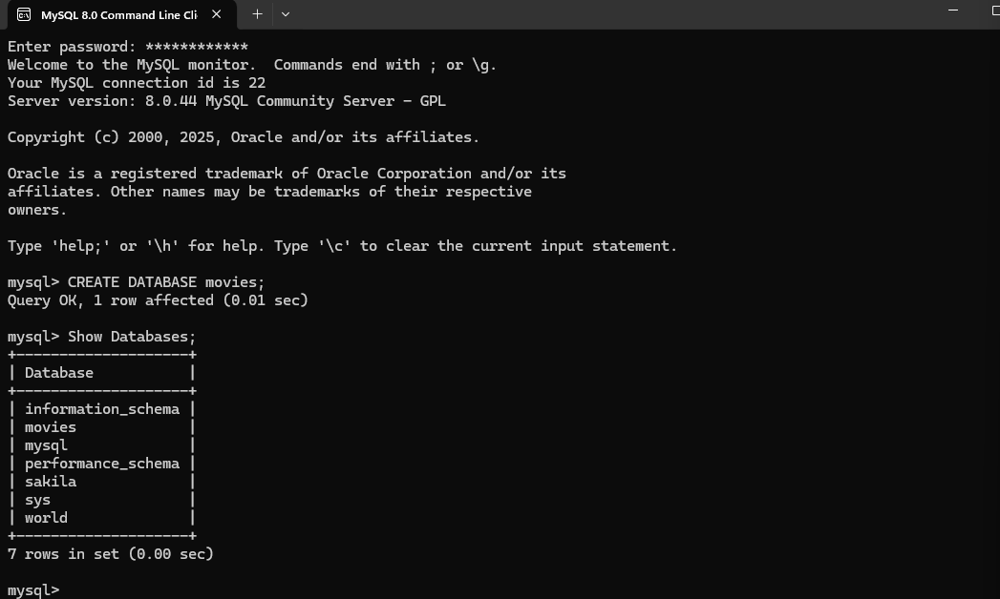 MySQL 8.0 Command Line Cli
Enter password: ************
Welcome to the MySQL monitor.  Commands end with ; or \g.
Your MySQL connection id is 22
Server version: 8.0.44 MySQL Community Server - GPL

Copyright (c) 2000, 2025, Oracle and/or its affiliates.

Oracle is a registered trademark of Oracle Corporation and/or its
affiliates. Other names may be trademarks of their respective
owners.

Type 'help;' or '\h' for help. Type '\c' to clear the current input statement.

mysql> CREATE DATABASE movies;
Query OK, 1 row affected (0.01 sec)

mysql> Show Databases;
+--------------------+
| Database           |
+--------------------+
| information_schema |
| movies             |
| mysql              |
| performance_schema |
| sakila             |
| sys                |
| world              |
+--------------------+
7 rows in set (0.00 sec)

mysql>